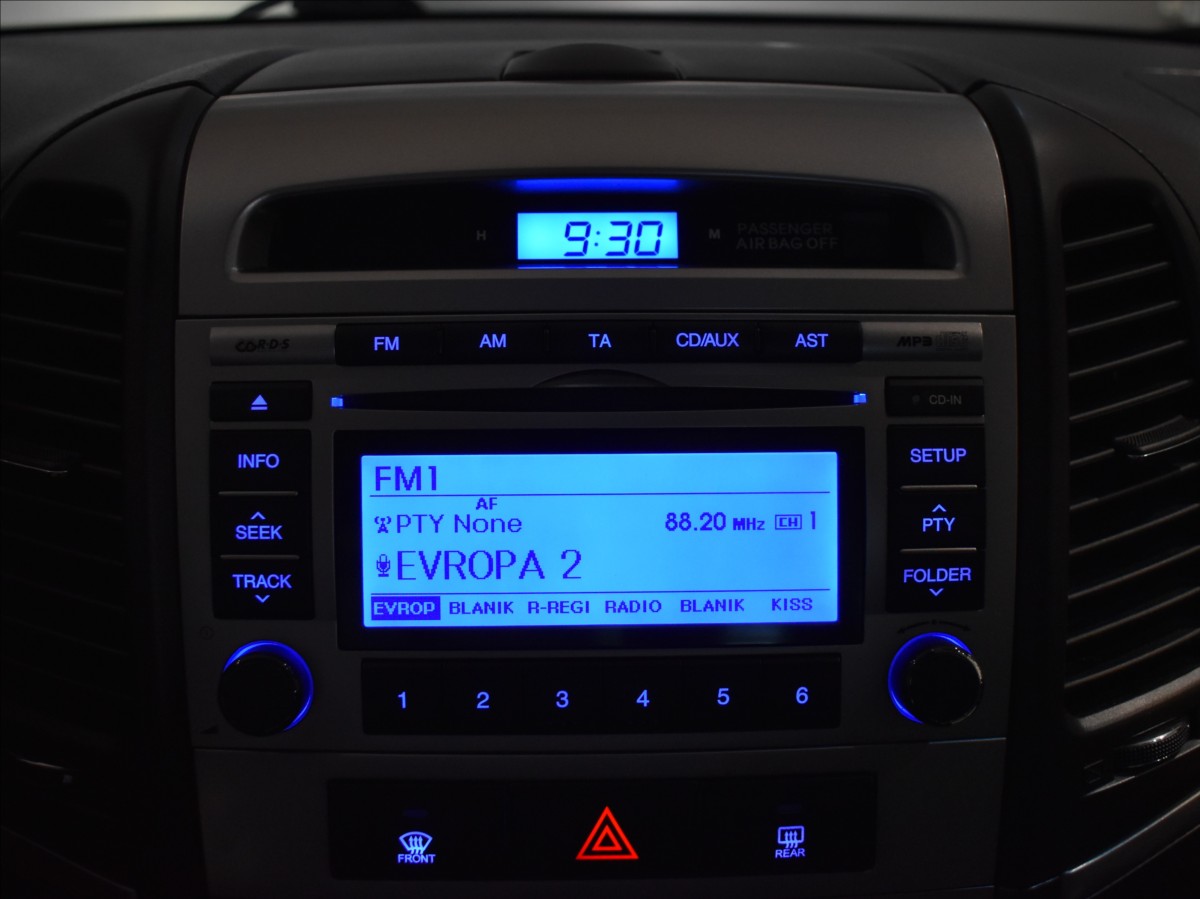 H 9:30 M PASSENGER
AIRBAG OFF
FM AM TA CD/AUX AST MP3
CD-IN
INFO SETUP
SEEK PTY
TRACK FOLDER
FM1
AF
PTY None 88.20 MHz CH 1
EVROPA 2
EVROP BLANIK R-REGI RADIO BLANIK KISS
1 2 3 4 5 6
FRONT REAR